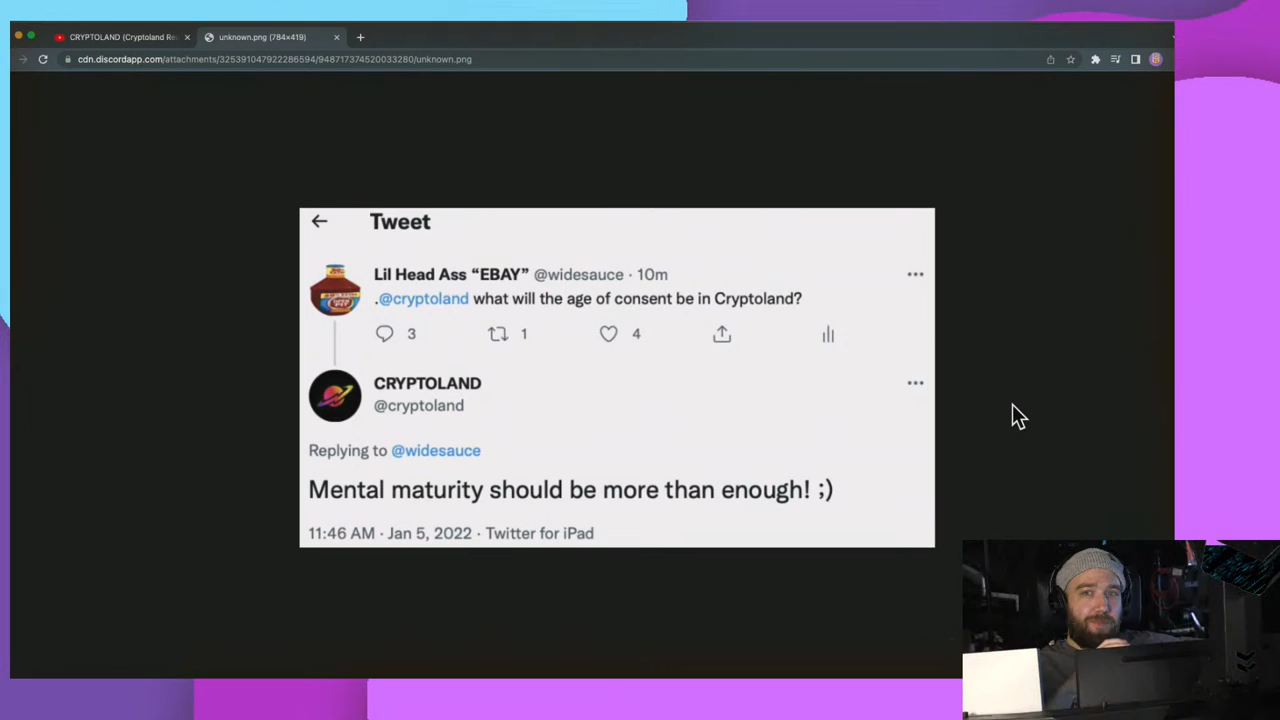 CRYPTOLAND (Cryptoland Re
unknown.png (784×419)
cdn.discordapp.com/attachments/325391047922286594/948717374520033280/unknown.png
Tweet
Lil Head Ass “EBAY” @widesauce · 10m
.@cryptoland what will the age of consent be in Cryptoland?
3 1 4
CRYPTOLAND
@cryptoland
Replying to @widesauce
Mental maturity should be more than enough! ;)
11:46 AM · Jan 5, 2022 · Twitter for iPad